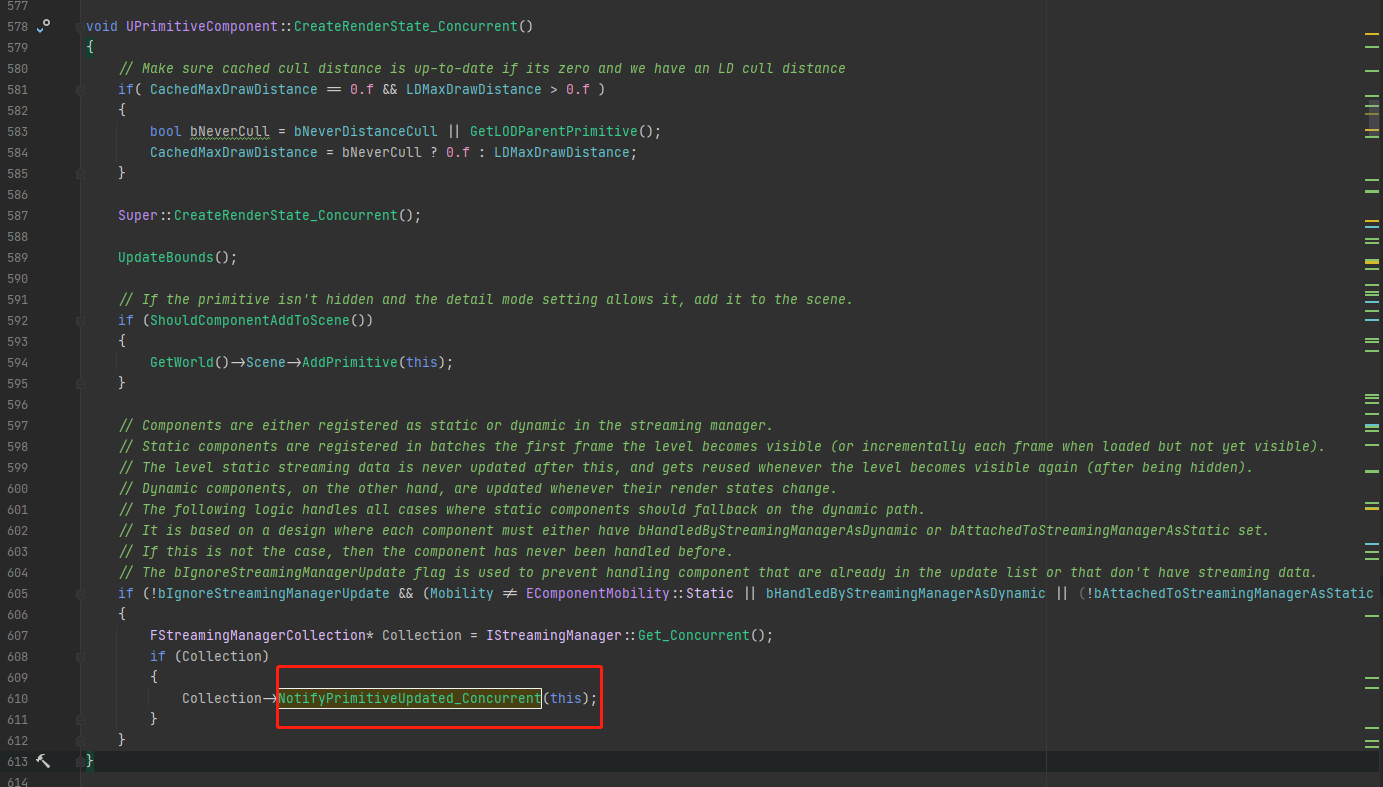 577
578 void UPrimitiveComponent::CreateRenderState_Concurrent()
579 {
580 // Make sure cached cull distance is up-to-date if its zero and we have an LD cull distance
581 if( CachedMaxDrawDistance == 0.f && LDMaxDrawDistance > 0.f )
582 {
583 bool bNeverCull = bNeverDistanceCull || GetLODParentPrimitive();
584 CachedMaxDrawDistance = bNeverCull ? 0.f : LDMaxDrawDistance;
585 }
586
587 Super::CreateRenderState_Concurrent();
588
589 UpdateBounds();
590
591 // If the primitive isn't hidden and the detail mode setting allows it, add it to the scene.
592 if (ShouldComponentAddToScene())
593 {
594 GetWorld()->Scene->AddPrimitive(this);
595 }
596
597 // Components are either registered as static or dynamic in the streaming manager.
598 // Static components are registered in batches the first frame the level becomes visible (or incrementally each frame when loaded but not yet visible).
599 // The level static streaming data is never updated after this, and gets reused whenever the level becomes visible again (after being hidden).
600 // Dynamic components, on the other hand, are updated whenever their render states change.
601 // The following logic handles all cases where static components should fallback on the dynamic path.
602 // It is based on a design where each component must either have bHandledByStreamingManagerAsDynamic or bAttachedToStreamingManagerAsStatic set.
603 // If this is not the case, then the component has never been handled before.
604 // The bIgnoreStreamingManagerUpdate flag is used to prevent handling component that are already in the update list or that don't have streaming data.
605 if (!bIgnoreStreamingManagerUpdate && (Mobility != EComponentMobility::Static || bHandledByStreamingManagerAsDynamic || (!bAttachedToStreamingManagerAsStatic
606 {
607 FStreamingManagerCollection* Collection = IStreamingManager::Get_Concurrent();
608 if (Collection)
609 {
610 Collection->NotifyPrimitiveUpdated_Concurrent(this);
611 }
612 }
613 }
614